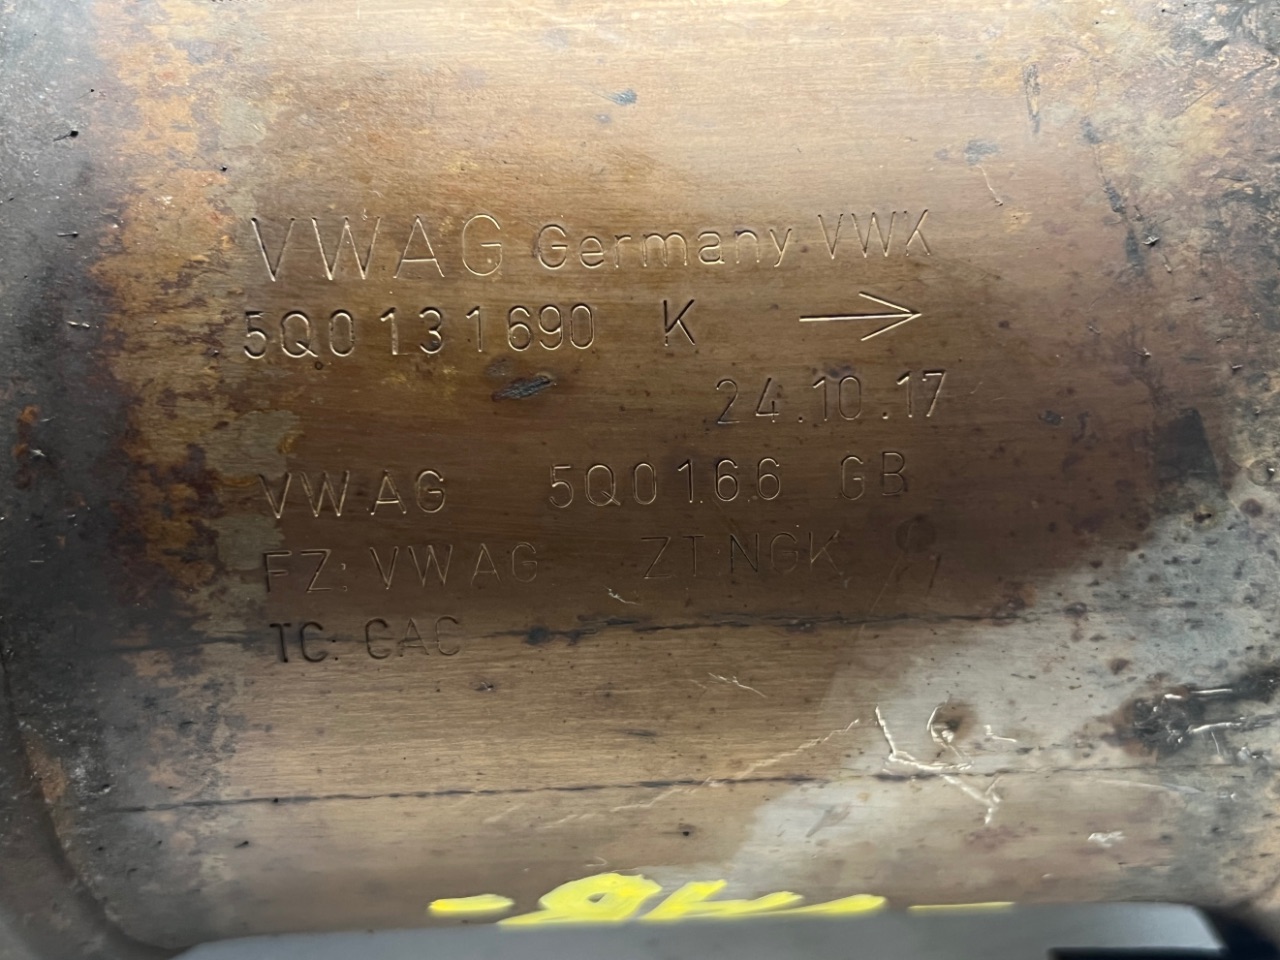 VWAG Germany VWK
5Q0131690 K →
24.10.17
VWAG 5Q0166 GB
FZ: VWAG ZT:NGK
TC: CAC